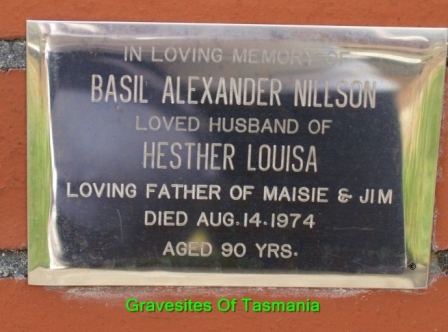 IN LOVING MEMORY OF
BASIL ALEXANDER NILLSON
LOVED HUSBAND OF
HESTHER LOUISA
LOVING FATHER OF MAISIE & JIM
DIED AUG. 14. 1974
AGED 90 YRS.
Gravesites Of Tasmania